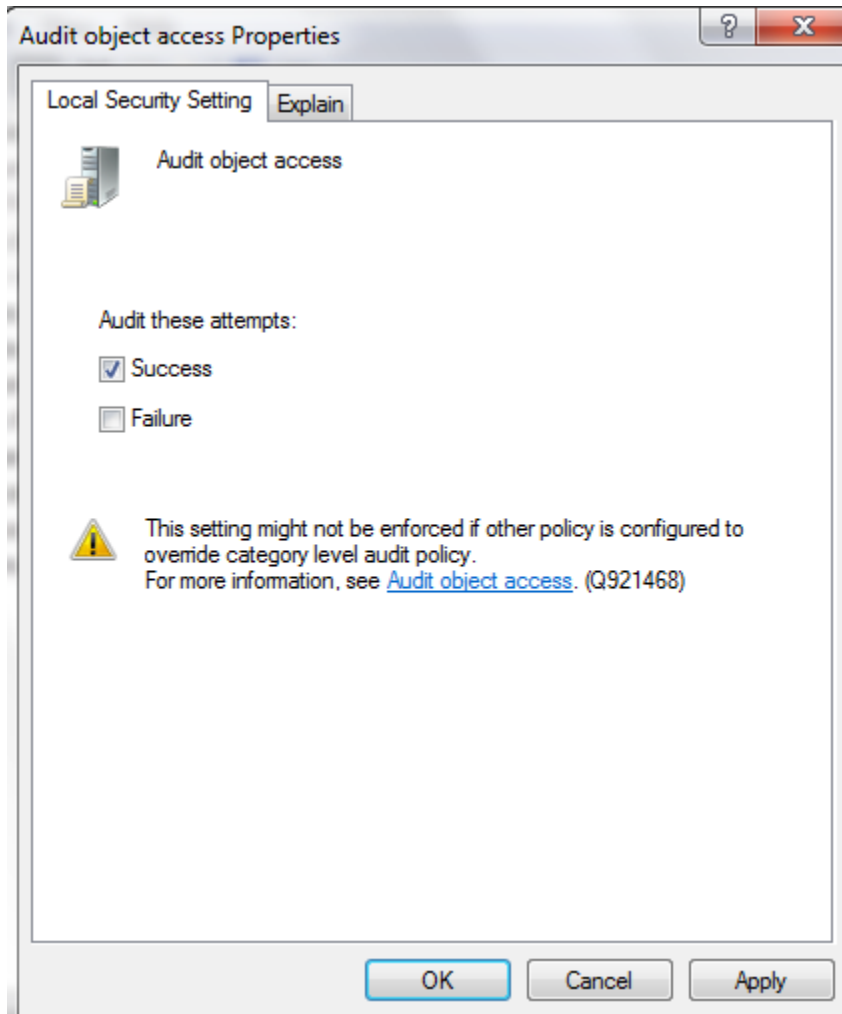 Audit object access Properties
?
X
Local Security Setting
Explain
Audit object access
Audit these attempts:
Success
Failure
This setting might not be enforced if other policy is configured to
override category level audit policy.
For more information, see Audit object access. (Q921468)
OK
Cancel
Apply